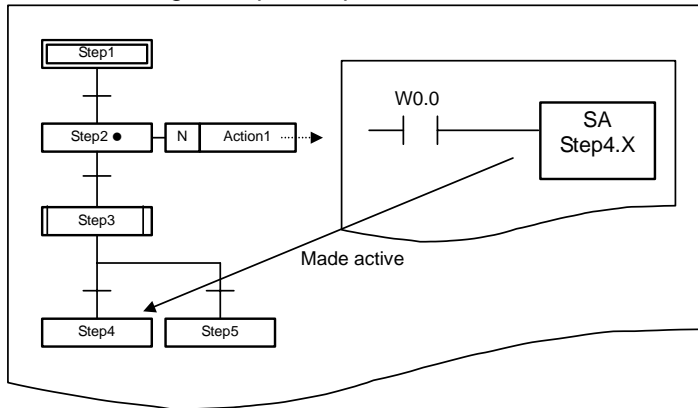 Step1
W0.0
SA
Step4.X
Step2
N
Action1
Step3
Made active
Step4
Step5